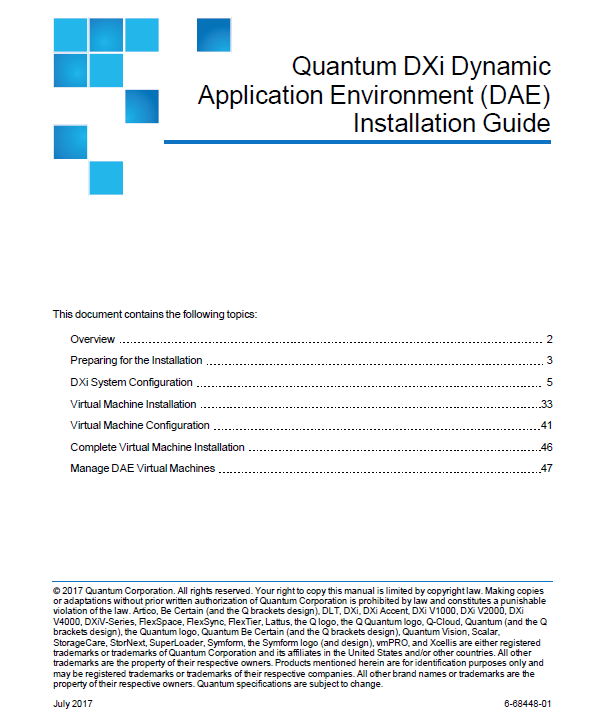 Quantum DXi Dynamic
Application Environment (DAE)
Installation Guide
This document contains the following topics:
Overview 2
Preparing for the Installation 3
DXi System Configuration 5
Virtual Machine Installation 33
Virtual Machine Configuration 41
Complete Virtual Machine Installation 46
Manage DAE Virtual Machines 47
© 2017 Quantum Corporation. All rights reserved. Your right to copy this manual is limited by copyright law. Making copies
or adaptations without prior written authorization of Quantum Corporation is prohibited by law and constitutes a punishable
violation of the law. Artico, Be Certain (and the Q brackets design), DLT, DXi, DXi Accent, DXi V1000, DXi V2000, DXi
V4000, DXiV-Series, FlexSpace, FlexSync, FlexTier, Lattus, the Q logo, the Q Quantum logo, Q-Cloud, Quantum (and the Q
brackets design), the Quantum logo, Quantum Be Certain (and the Q brackets design), Quantum Vision, Scalar,
StorageCare, StorNext, SuperLoader, Symform, the Symform logo (and design), vmPRO, and Xcellis are either registered
trademarks or trademarks of Quantum Corporation and its affiliates in the United States and/or other countries. All other
trademarks are the property of their respective owners. Products mentioned herein are for identification purposes only and
may be registered trademarks or trademarks of their respective companies. All other brand names or trademarks are the
property of their respective owners. Quantum specifications are subject to change.
July 2017 6-68448-01